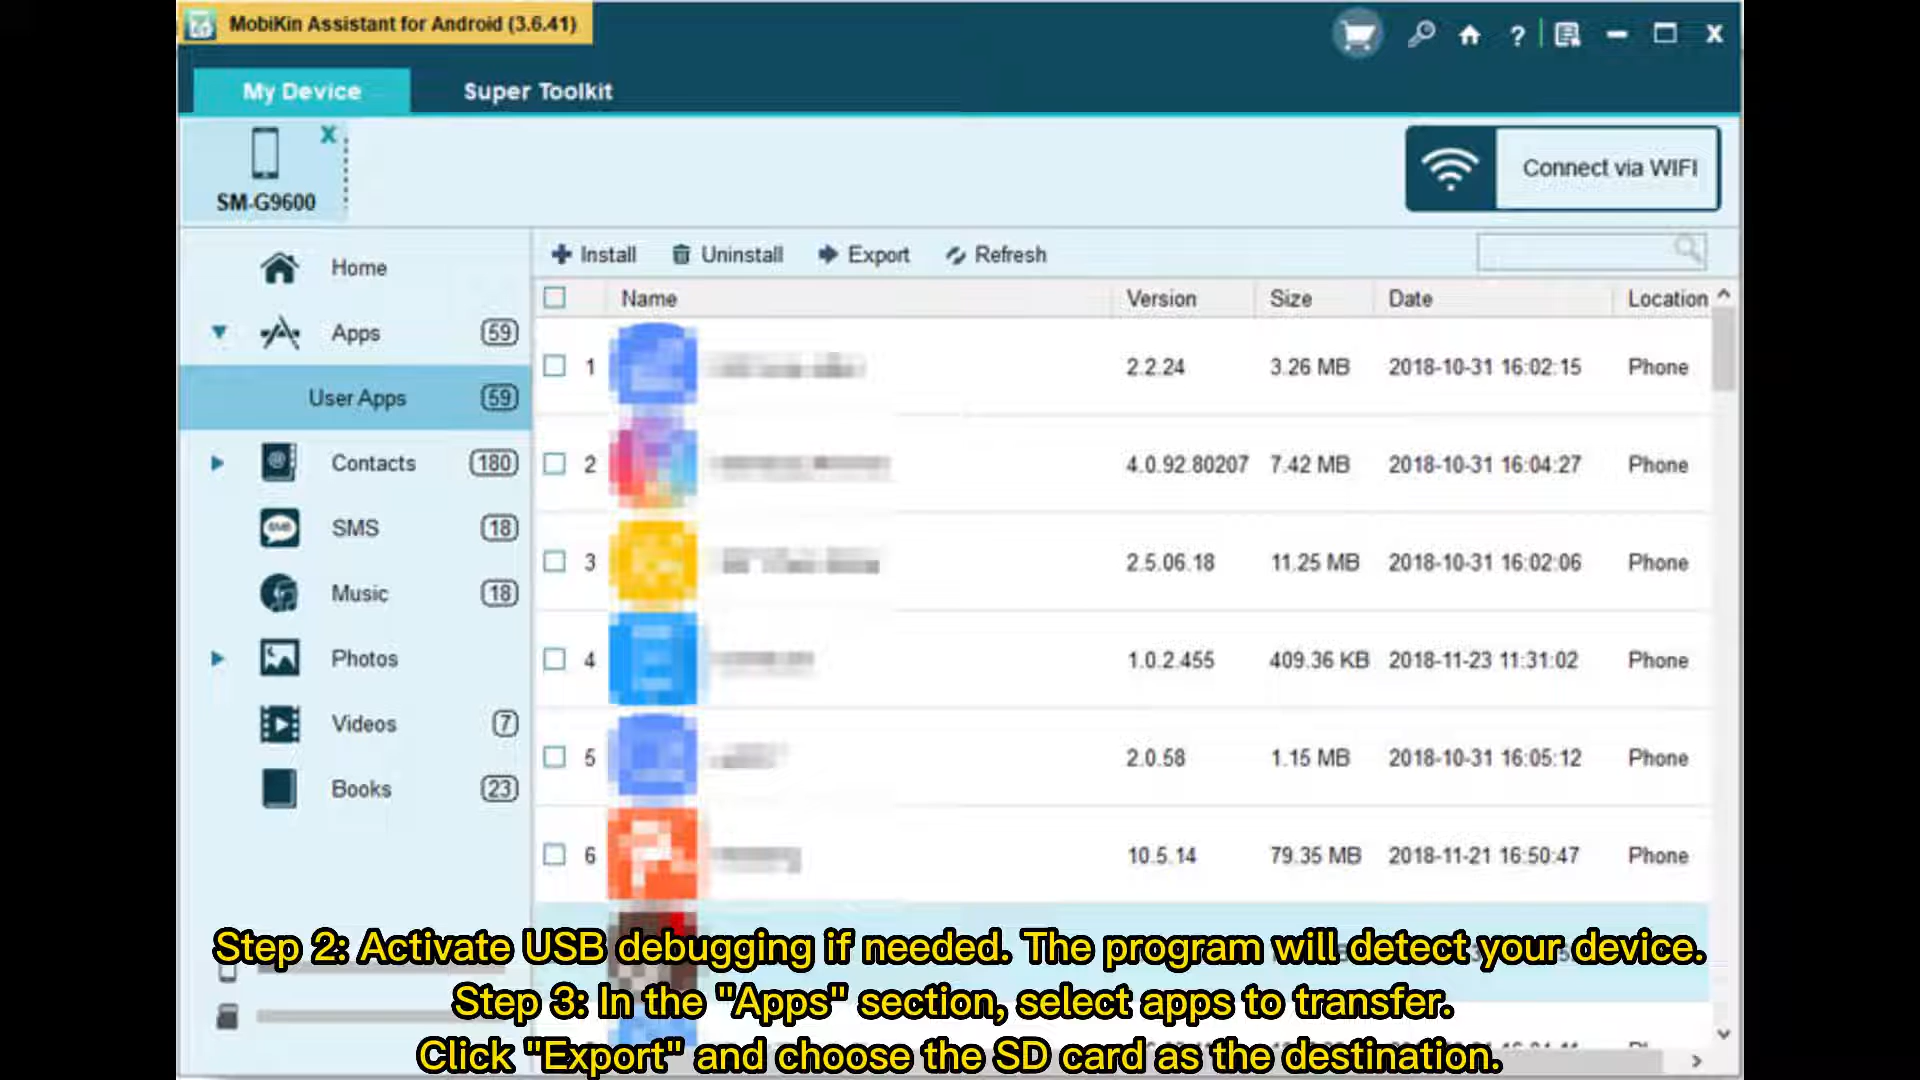 MobiKin Assistant for Android (3.6.41)
?
My Device
Super Toolkit
X
SM-G9600
Connect via WIFI
Install Uninstall Export Refresh
Home
Apps 59
User Apps 59
Contacts 180
SMS 18
Music 18
Photos
Videos 7
Books 23
Name Version Size Date Location
1 2.2.24 3.26 MB 2018-10-31 16:02:15 Phone
2 4.0.92.80207 7.42 MB 2018-10-31 16:04:27 Phone
3 2.5.06.18 11.25 MB 2018-10-31 16:02:06 Phone
4 1.0.2.455 409.36 KB 2018-11-23 11:31:02 Phone
5 2.0.58 1.15 MB 2018-10-31 16:05:12 Phone
6 10.5.14 79.35 MB 2018-11-21 16:50:47 Phone
Step 2: Activate USB debugging if needed. The program will detect your device.
Step 3: In the "Apps" section, select apps to transfer.
Click "Export" and choose the SD card as the destination.